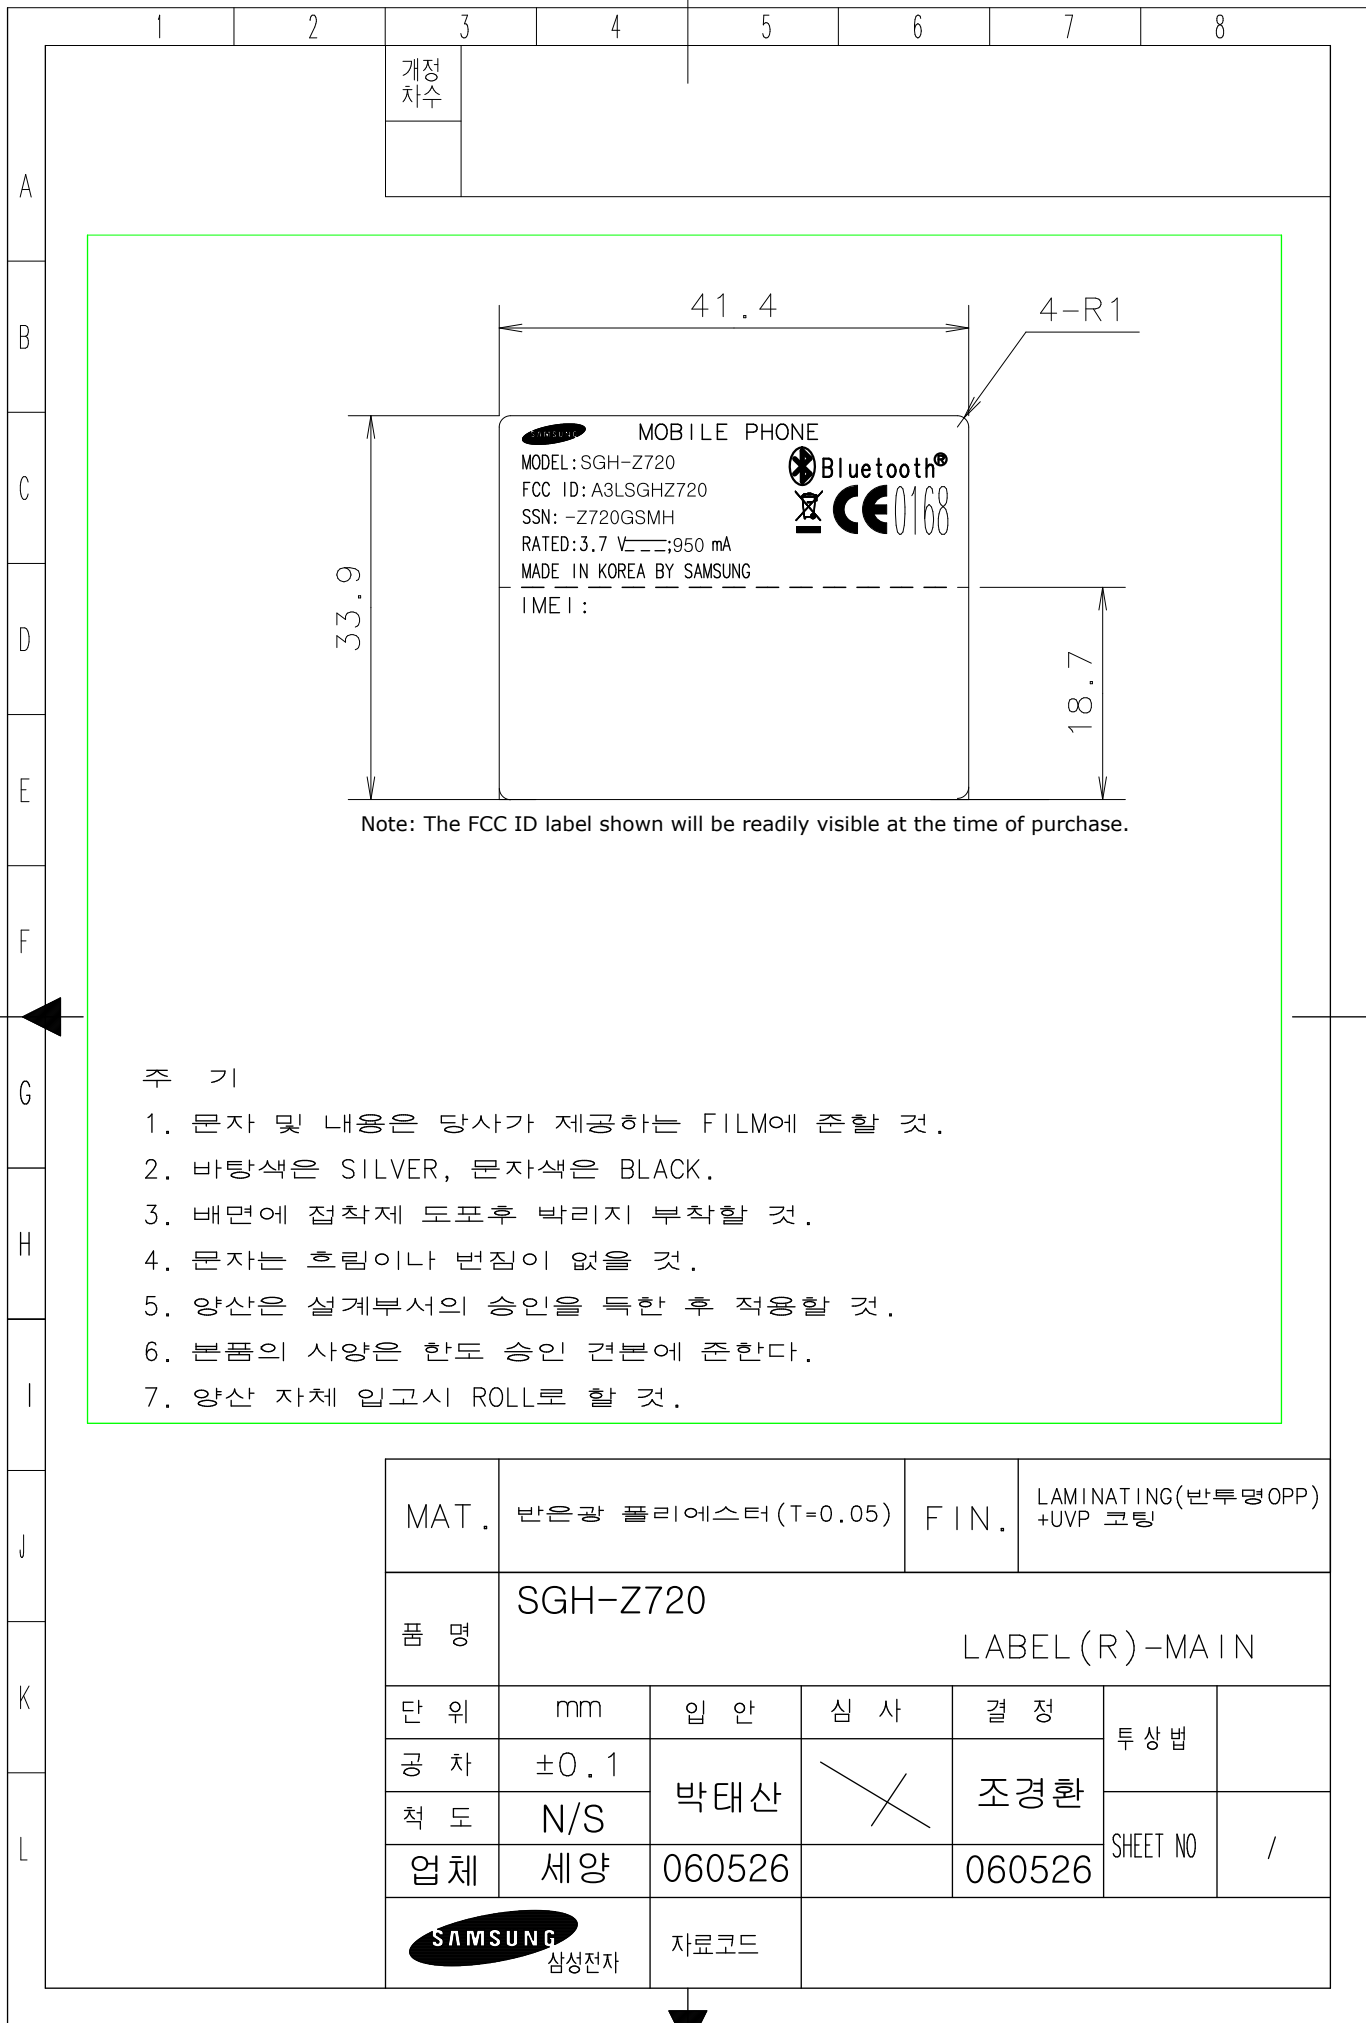 1 2 3 4 5 6 7 8
개정
차수
A
B
C
D
E
F
G
H
I
J
K
L
41.4
4-R1
33.9
18.7
SAMSUNG
MOBILE PHONE
MODEL:SGH-Z720
Bluetooth®
FCC ID:A3LSGHZ720
CE0168
SSN: -Z720GSMH
RATED:3.7 V⎓;950 mA
MADE IN KOREA BY SAMSUNG
IMEI:
Note: The FCC ID label shown will be readily visible at the time of purchase.
주 기
1. 문자 및 내용은 당사가 제공하는 FILM에 준할 것.
2. 바탕색은 SILVER, 문자색은 BLACK.
3. 배면에 접착제 도포후 박리지 부착할 것.
4. 문자는 흐림이나 번짐이 없을 것.
5. 양산은 설계부서의 승인을 득한 후 적용할 것.
6. 본품의 사양은 한도 승인 견본에 준한다.
7. 양산 자체 입고시 ROLL로 할 것.
MAT. 반은광 폴리에스터(T=0.05) FIN. LAMINATING(반투명OPP)
+UVP 코팅
품 명 SGH-Z720
LABEL(R)-MAIN
단 위 mm 입 안 심 사 결 정 투상법
공 차 ±0.1 박태산 조경환
척 도 N/S SHEET NO /
업체 세양 060526 060526
SAMSUNG 삼성전자 자료코드